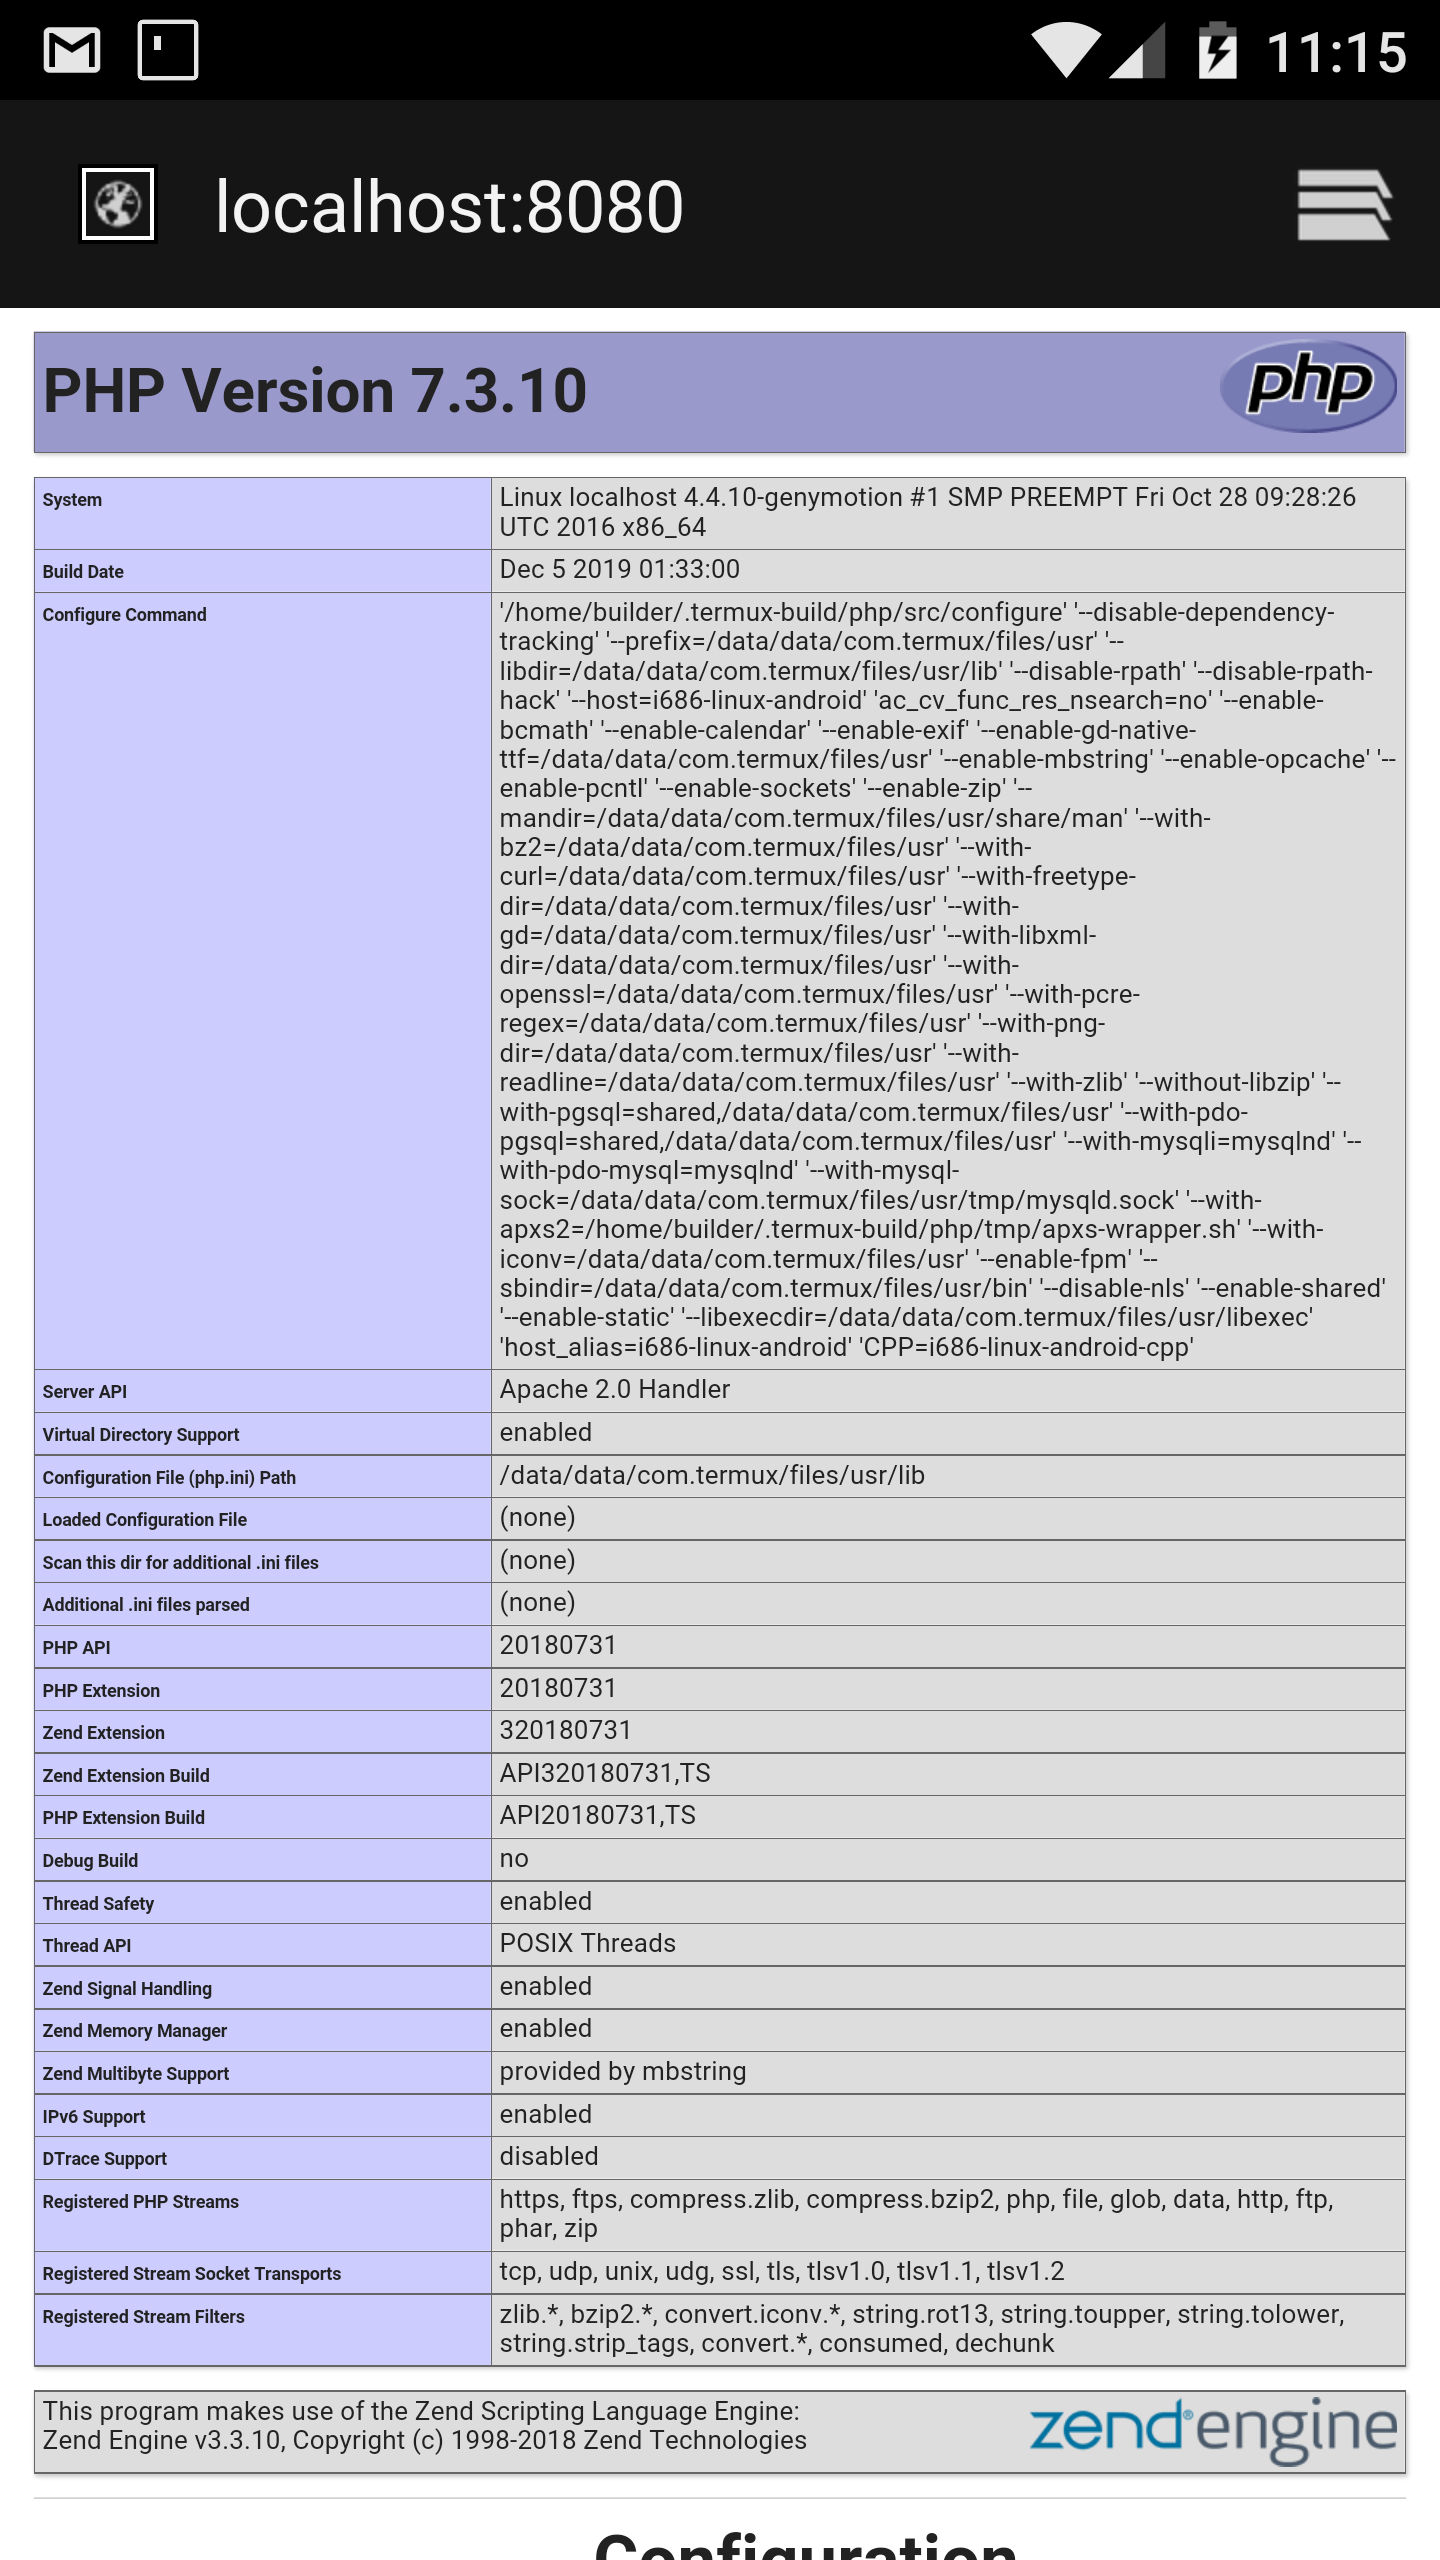 11:15
localhost:8080
PHP Version 7.3.10
php
System
Linux localhost 4.4.10-genymotion #1 SMP PREEMPT Fri Oct 28 09:28:26
UTC 2016 x86_64
Build Date
Dec 5 2019 01:33:00
Configure Command
'/home/builder/.termux-build/php/src/configure' '--disable-dependency-
tracking' '--prefix=/data/data/com.termux/files/usr' '--
libdir=/data/data/com.termux/files/usr/lib' '--disable-rpath' '--disable-rpath-
hack' '--host=i686-linux-android' 'ac_cv_func_res_nsearch=no' '--enable-
bcmath' '--enable-calendar' '--enable-exif' '--enable-gd-native-
ttf=/data/data/com.termux/files/usr' '--enable-mbstring' '--enable-opcache' '--
enable-pcntl' '--enable-sockets' '--enable-zip' '--
mandir=/data/data/com.termux/files/usr/share/man' '--with-
bz2=/data/data/com.termux/files/usr' '--with-
curl=/data/data/com.termux/files/usr' '--with-freetype-
dir=/data/data/com.termux/files/usr' '--with-
gd=/data/data/com.termux/files/usr' '--with-libxml-
dir=/data/data/com.termux/files/usr' '--with-
openssl=/data/data/com.termux/files/usr' '--with-pcre-
regex=/data/data/com.termux/files/usr' '--with-png-
dir=/data/data/com.termux/files/usr' '--with-
readline=/data/data/com.termux/files/usr' '--with-zlib' '--without-libzip' '--
with-pgsql=shared,/data/data/com.termux/files/usr' '--with-pdo-
pgsql=shared,/data/data/com.termux/files/usr' '--with-mysqli=mysqlnd' '--
with-pdo-mysql=mysqlnd' '--with-mysql-
sock=/data/data/com.termux/files/usr/tmp/mysqld.sock' '--with-
apxs2=/home/builder/.termux-build/php/tmp/apxs-wrapper.sh' '--with-
iconv=/data/data/com.termux/files/usr' '--enable-fpm' '--
sbindir=/data/data/com.termux/files/usr/bin' '--disable-nls' '--enable-shared'
'--enable-static' '--libexecdir=/data/data/com.termux/files/usr/libexec'
'host_alias=i686-linux-android' 'CPP=i686-linux-android-cpp'
Server API
Apache 2.0 Handler
Virtual Directory Support
enabled
Configuration File (php.ini) Path
/data/data/com.termux/files/usr/lib
Loaded Configuration File
(none)
Scan this dir for additional .ini files
(none)
Additional .ini files parsed
(none)
PHP API
20180731
PHP Extension
20180731
Zend Extension
320180731
Zend Extension Build
API320180731,TS
PHP Extension Build
API20180731,TS
Debug Build
no
Thread Safety
enabled
Thread API
POSIX Threads
Zend Signal Handling
enabled
Zend Memory Manager
enabled
Zend Multibyte Support
provided by mbstring
IPv6 Support
enabled
DTrace Support
disabled
Registered PHP Streams
https, ftps, compress.zlib, compress.bzip2, php, file, glob, data, http, ftp,
phar, zip
Registered Stream Socket Transports
tcp, udp, unix, udg, ssl, tls, tlsv1.0, tlsv1.1, tlsv1.2
Registered Stream Filters
zlib.*, bzip2.*, convert.iconv.*, string.rot13, string.toupper, string.tolower,
string.strip_tags, convert.*, consumed, dechunk
This program makes use of the Zend Scripting Language Engine:
Zend Engine v3.3.10, Copyright (c) 1998-2018 Zend Technologies
zend® engine
Configuration